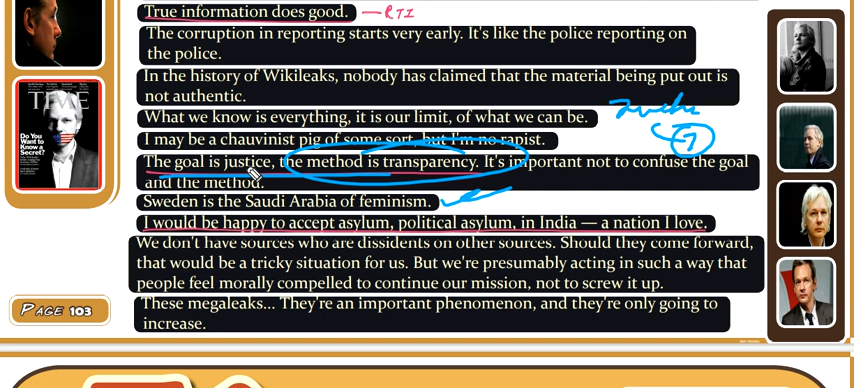 True information does good. — RTI
The corruption in reporting starts very early. It's like the police reporting on
the police.
In the history of Wikileaks, nobody has claimed that the material being put out is
not authentic.
What we know is everything, it is our limit, of what we can be.
I may be a chauvinist pig of some sort, but I'm no rapist.
The goal is justice, the method is transparency. It's important not to confuse the goal
and the method.
Sweden is the Saudi Arabia of feminism.
I would be happy to accept asylum, political asylum, in India — a nation I love.
We don't have sources who are dissidents on other sources. Should they come forward,
that would be a tricky situation for us. But we're presumably acting in such a way that
people feel morally compelled to continue our mission, not to screw it up.
These megaleaks... They're an important phenomenon, and they're only going to
increase.
TIME
Do You
Want to
Know a
Secret?
PAGE 103